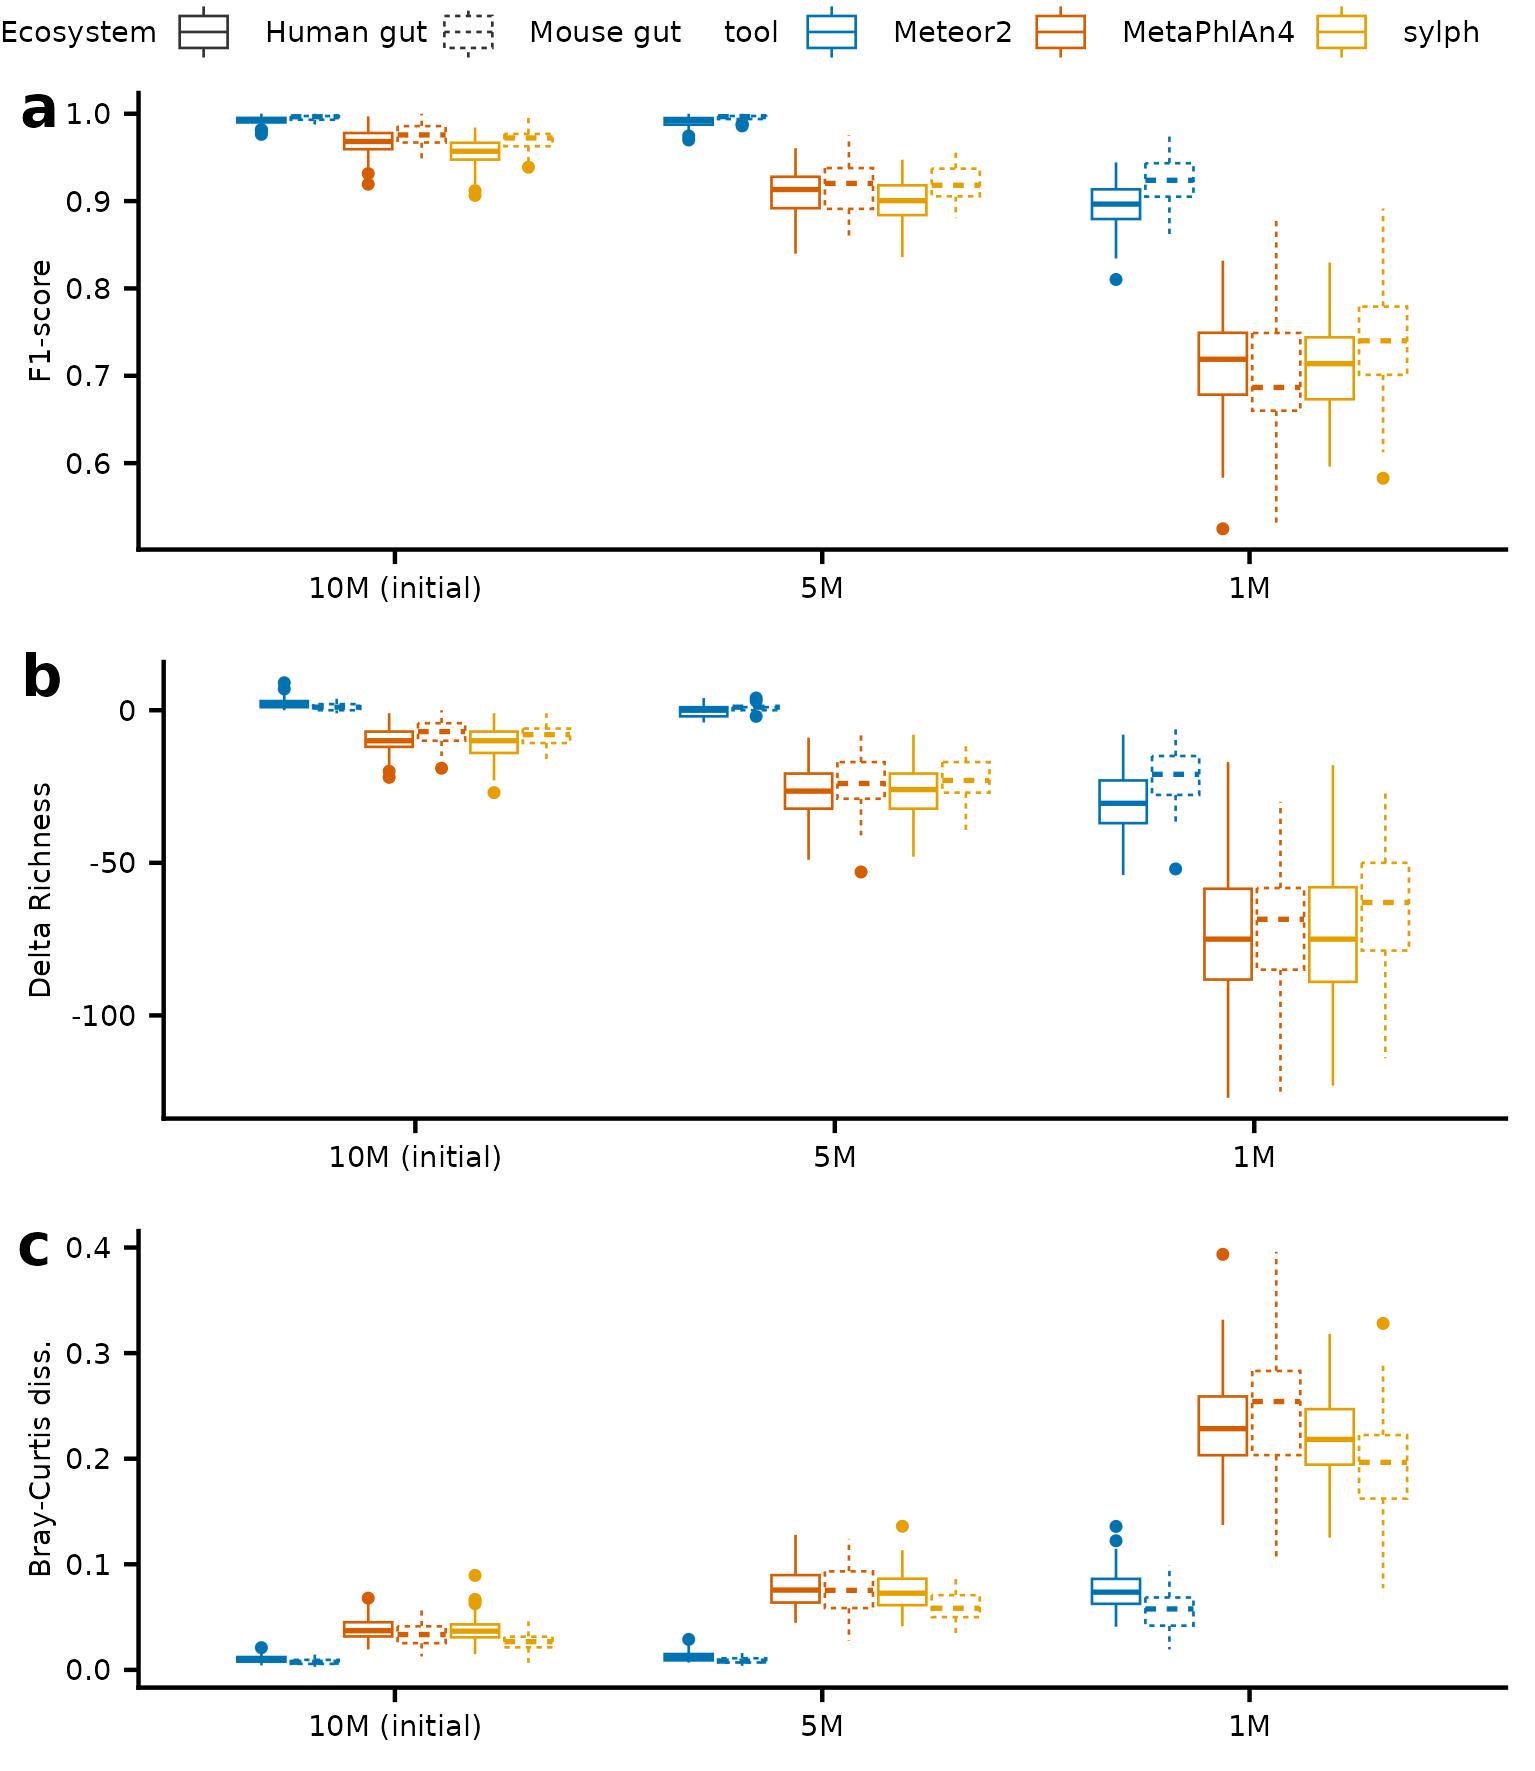 Ecosystem Human gut Mouse gut tool Meteor2 MetaPhlAn4 sylph
a
1.0
0.9
0.8
0.7
0.6
F1-score
10M (initial) 5M 1M
b
0
-50
-100
Delta Richness
10M (initial) 5M 1M
c
0.4
0.3
0.2
0.1
0.0
Bray-Curtis diss.
10M (initial) 5M 1M